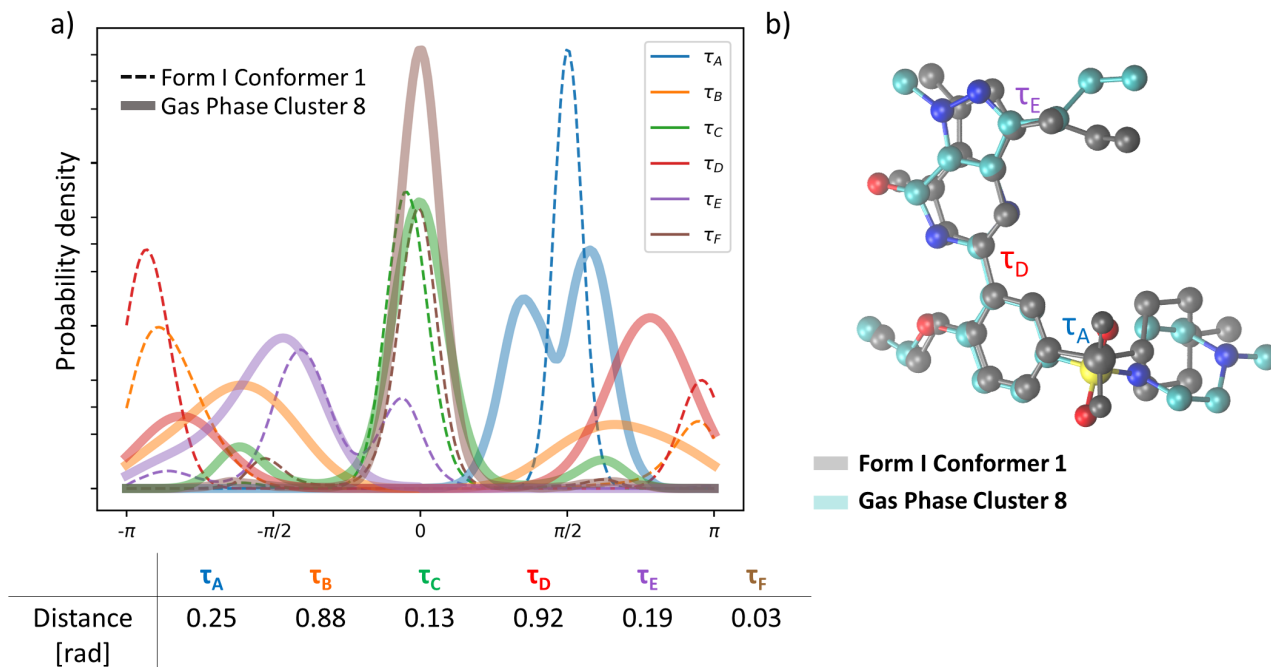 a)
b)
Form I Conformer 1
Gas Phase Cluster 8
τA
τB
τC
τD
τE
τF
Probability density
-π
-π/2
0
π/2
π
τE
τD
τA
Form I Conformer 1
Gas Phase Cluster 8
τA τB τC τD τE τF
Distance 0.25 0.88 0.13 0.92 0.19 0.03
[rad]